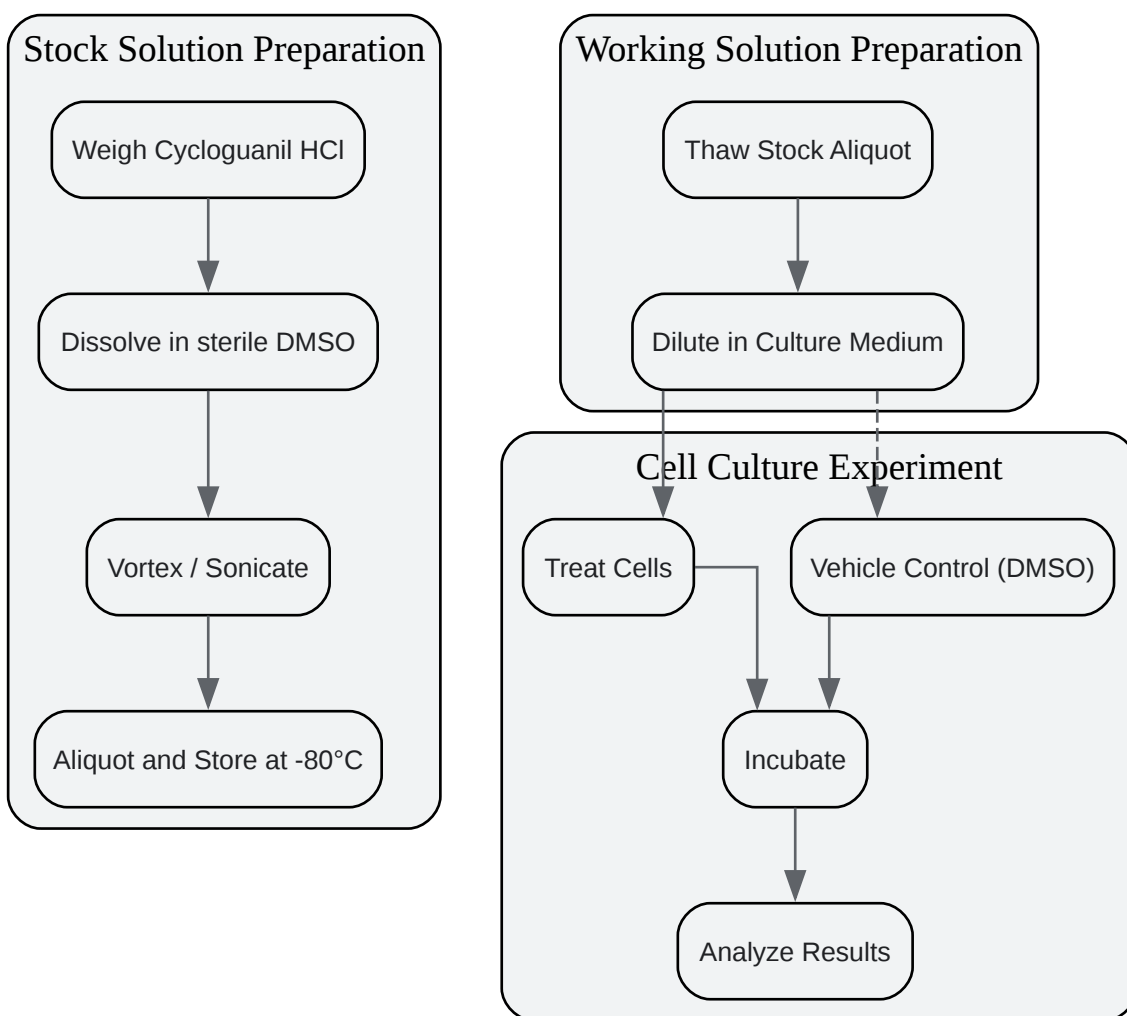 Stock Solution Preparation
Weigh Cycloguanil HCl
Dissolve in sterile DMSO
Vortex / Sonicate
Aliquot and Store at -80°C
Working Solution Preparation
Thaw Stock Aliquot
Dilute in Culture Medium
Cell Culture Experiment
Treat Cells
Vehicle Control (DMSO)
Incubate
Analyze Results